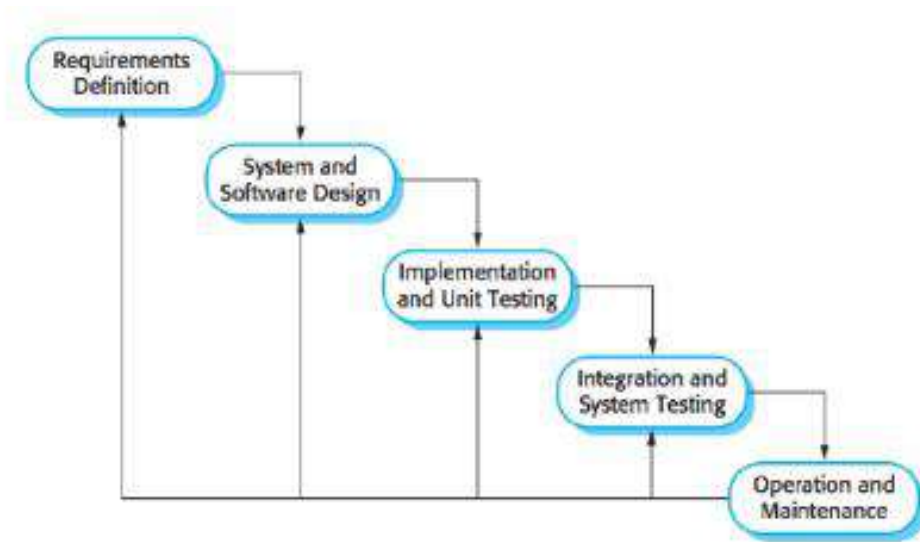 Requirements
Definition
System and
Software Design
Implementation
and Unit Testing
Integration and
System Testing
Operation and
Maintenance